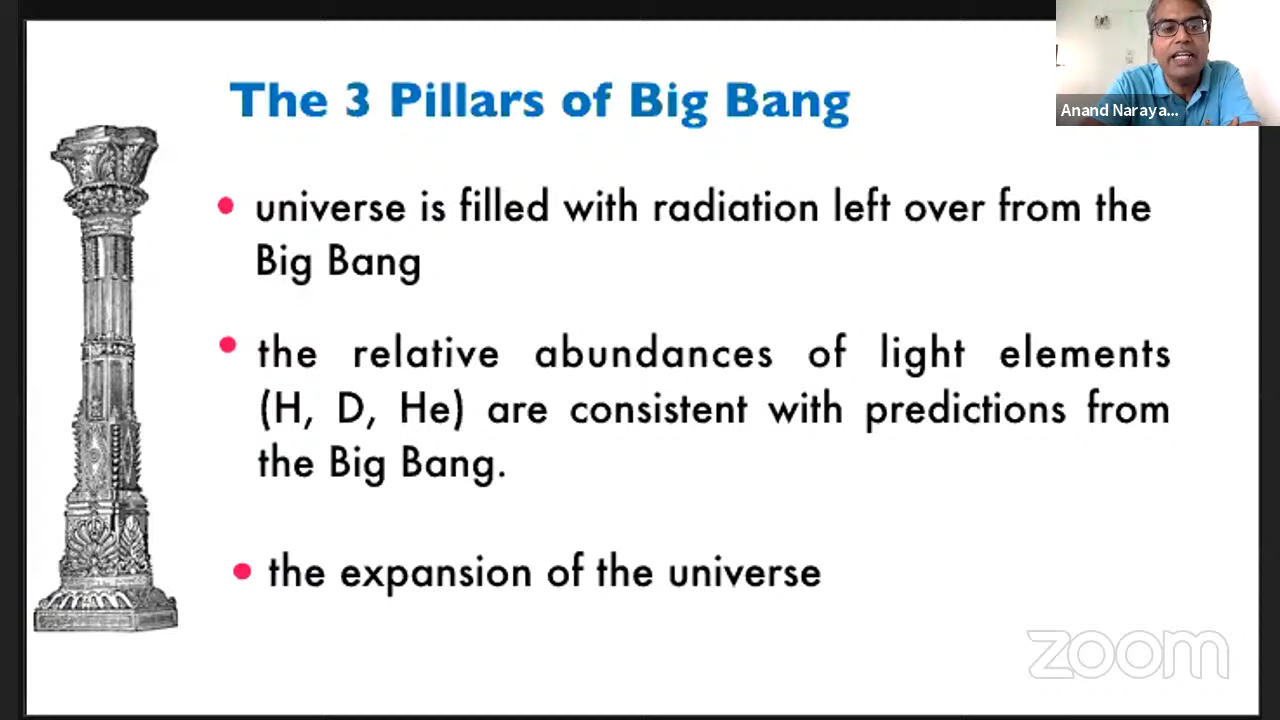 The 3 Pillars of Big Bang
Anand Naraya...
• universe is filled with radiation left over from the
Big Bang
• the relative abundances of light elements
(H, D, He) are consistent with predictions from
the Big Bang.
• the expansion of the universe
zoom